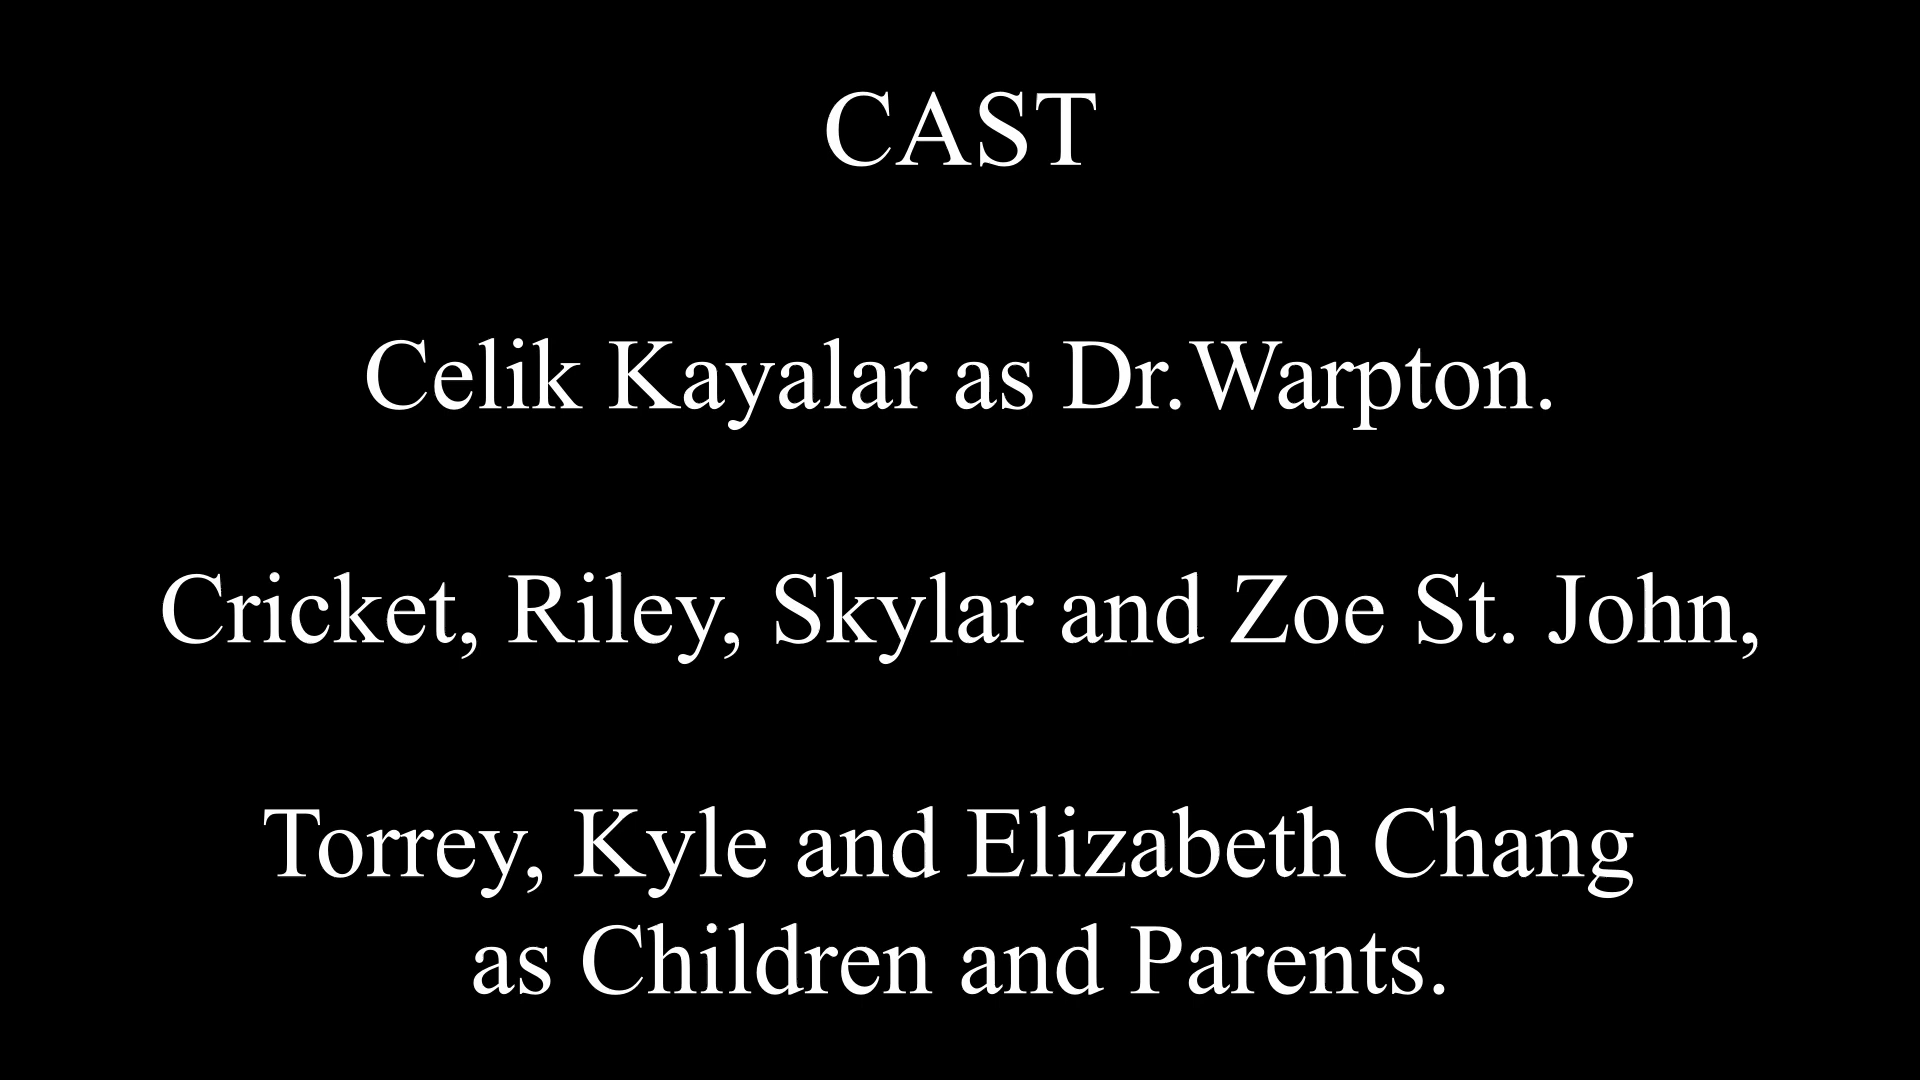 CAST
Celik Kayalar as Dr.Warpton.
Cricket, Riley, Skylar and Zoe St. John,
Torrey, Kyle and Elizabeth Chang
as Children and Parents.